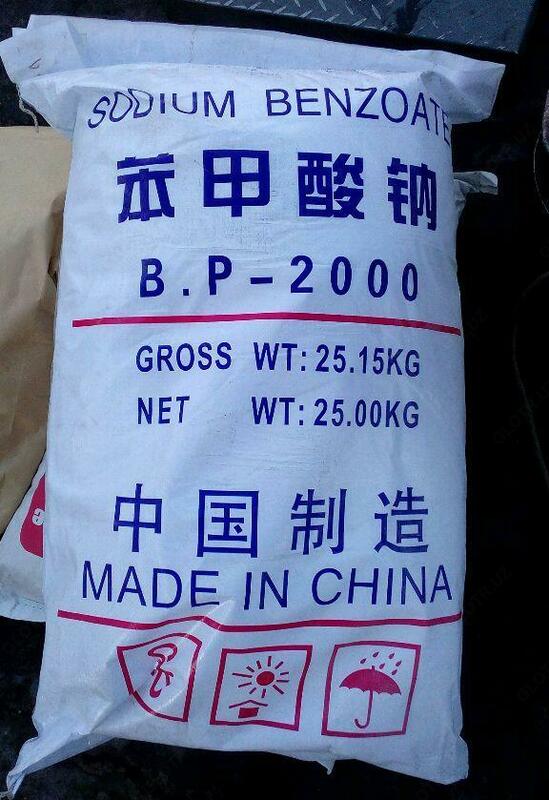 SODIUM BENZOATE
苯甲酸钠
B.P-2000
GROSS WT: 25.15KG
NET WT: 25.00KG
中国制造
MADE IN CHINA